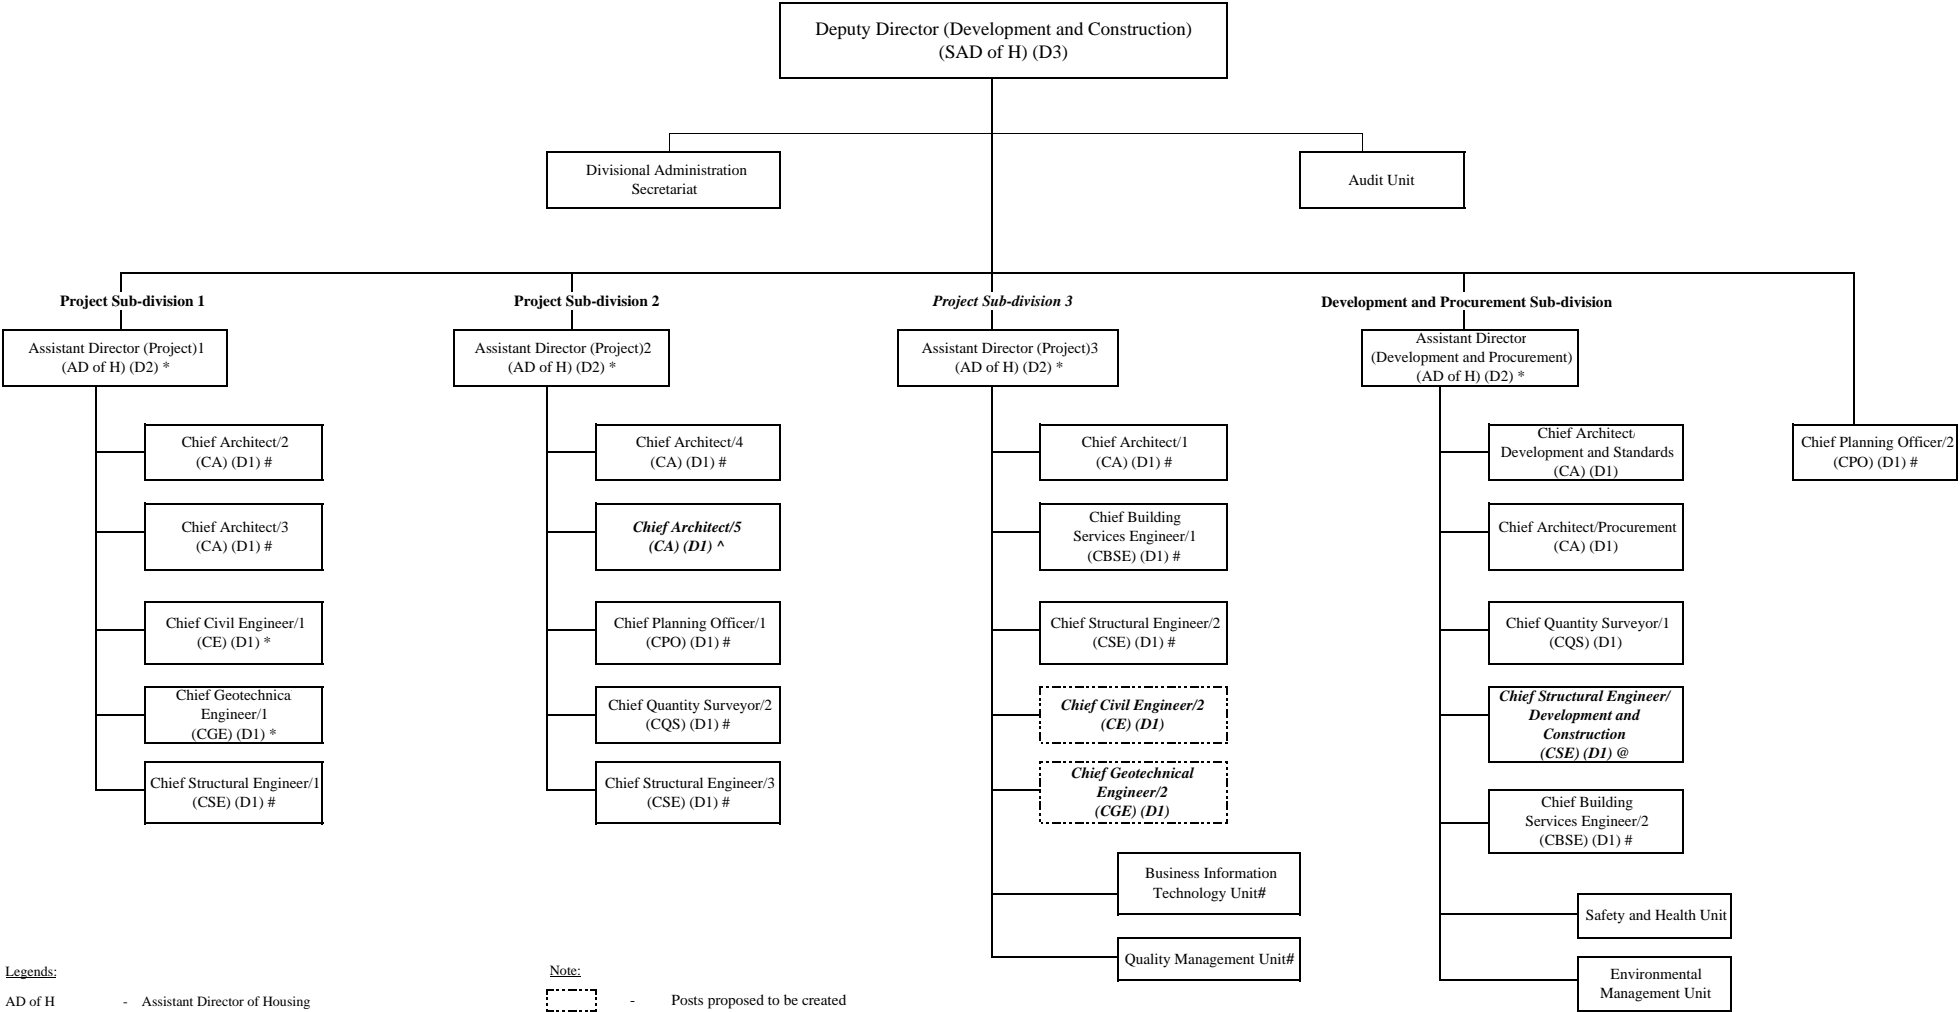 Deputy Director (Development and Construction)
(SAD of H) (D3)
Divisional Administration
Secretariat
Audit Unit
Project Sub-division 1
Assistant Director (Project)1
(AD of H) (D2) *
Chief Architect/2
(CA) (D1) #
Chief Architect/3
(CA) (D1) #
Chief Civil Engineer/1
(CE) (D1) *
Chief Geotechnica
Engineer/1
(CGE) (D1) *
Chief Structural Engineer/1
(CSE) (D1) #
Project Sub-division 2
Assistant Director (Project)2
(AD of H) (D2) *
Chief Architect/4
(CA) (D1) #
Chief Architect/5
(CA) (D1) ^
Chief Planning Officer/1
(CPO) (D1) #
Chief Quantity Surveyor/2
(CQS) (D1) #
Chief Structural Engineer/3
(CSE) (D1) #
Project Sub-division 3
Assistant Director (Project)3
(AD of H) (D2) *
Chief Architect/1
(CA) (D1) #
Chief Building
Services Engineer/1
(CBSE) (D1) #
Chief Structural Engineer/2
(CSE) (D1) #
Chief Civil Engineer/2
(CE) (D1)
Chief Geotechnical
Engineer/2
(CGE) (D1)
Business Information
Technology Unit#
Quality Management Unit#
Development and Procurement Sub-division
Assistant Director
(Development and Procurement)
(AD of H) (D2) *
Chief Architect/
Development and Standards
(CA) (D1)
Chief Architect/Procurement
(CA) (D1)
Chief Quantity Surveyor/1
(CQS) (D1)
Chief Structural Engineer/
Development and
Construction
(CSE) (D1) @
Chief Building
Services Engineer/2
(CBSE) (D1) #
Safety and Health Unit
Environmental
Management Unit
Chief Planning Officer/2
(CPO) (D1) #
Legends:
AD of H - Assistant Director of Housing
Note:
- Posts proposed to be created